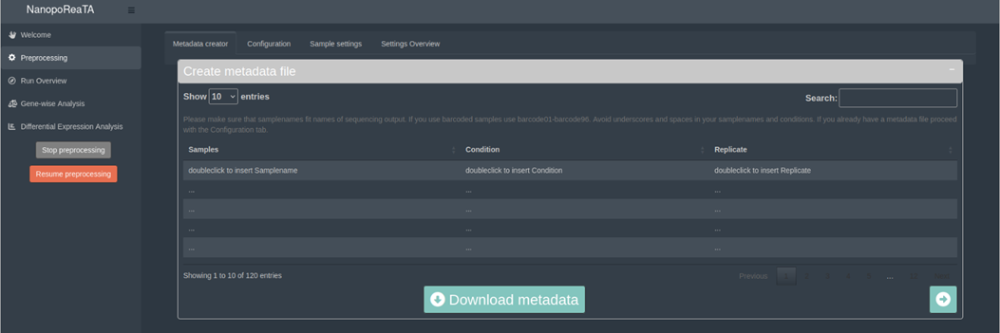 NanopoReaTA
Welcome
Preprocessing
Run Overview
Gene-wise Analysis
Differential Expression Analysis
Stop preprocessing
Resume preprocessing
Metadata creator Configuration Sample settings Settings Overview
Create metadata file
Show 10 entries Search:
Please make sure that samplenames fit names of sequencing output. If you use barcoded samples use barcode01-barcode96. Avoid underscores and spaces in your samplenames and conditions. If you already have a metadata file proceed
with the Configuration tab.
Samples Condition Replicate
doubleclick to insert Samplename doubleclick to insert Condition doubleclick to insert Replicate
... ... ...
... ... ...
... ... ...
... ... ...
Showing 1 to 10 of 120 entries Previous 1 2 3 4 5 ... 12 Next
Download metadata